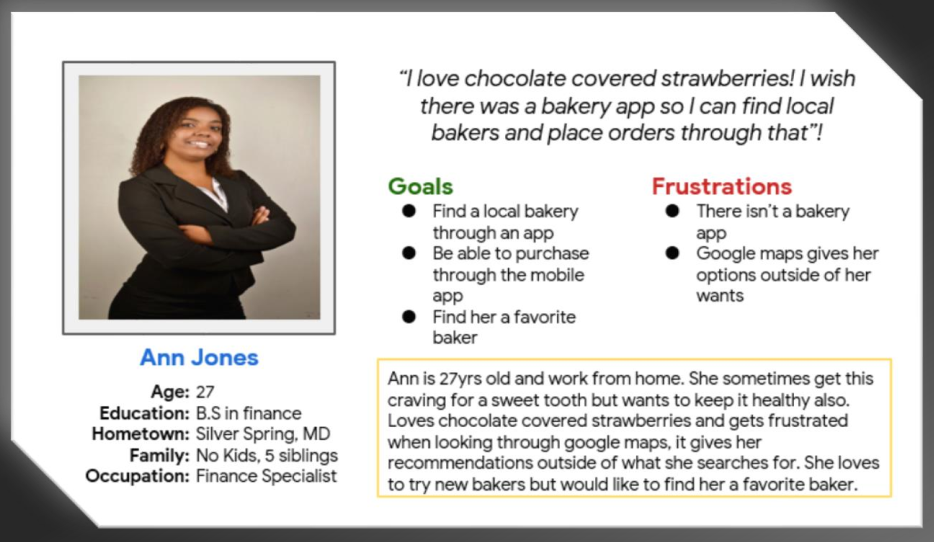 “I love chocolate covered strawberries! I wish
there was a bakery app so I can find local
bakers and place orders through that”!
Goals
● Find a local bakery
through an app
● Be able to purchase
through the mobile
app
● Find her a favorite
baker
Frustrations
● There isn’t a bakery
app
● Google maps gives her
options outside of her
wants
Ann Jones
Age: 27
Education: B.S in finance
Hometown: Silver Spring, MD
Family: No Kids, 5 siblings
Occupation: Finance Specialist
Ann is 27yrs old and work from home. She sometimes get this
craving for a sweet tooth but wants to keep it healthy also.
Loves chocolate covered strawberries and gets frustrated
when looking through google maps, it gives her
recommendations outside of what she searches for. She loves
to try new bakers but would like to find her a favorite baker.